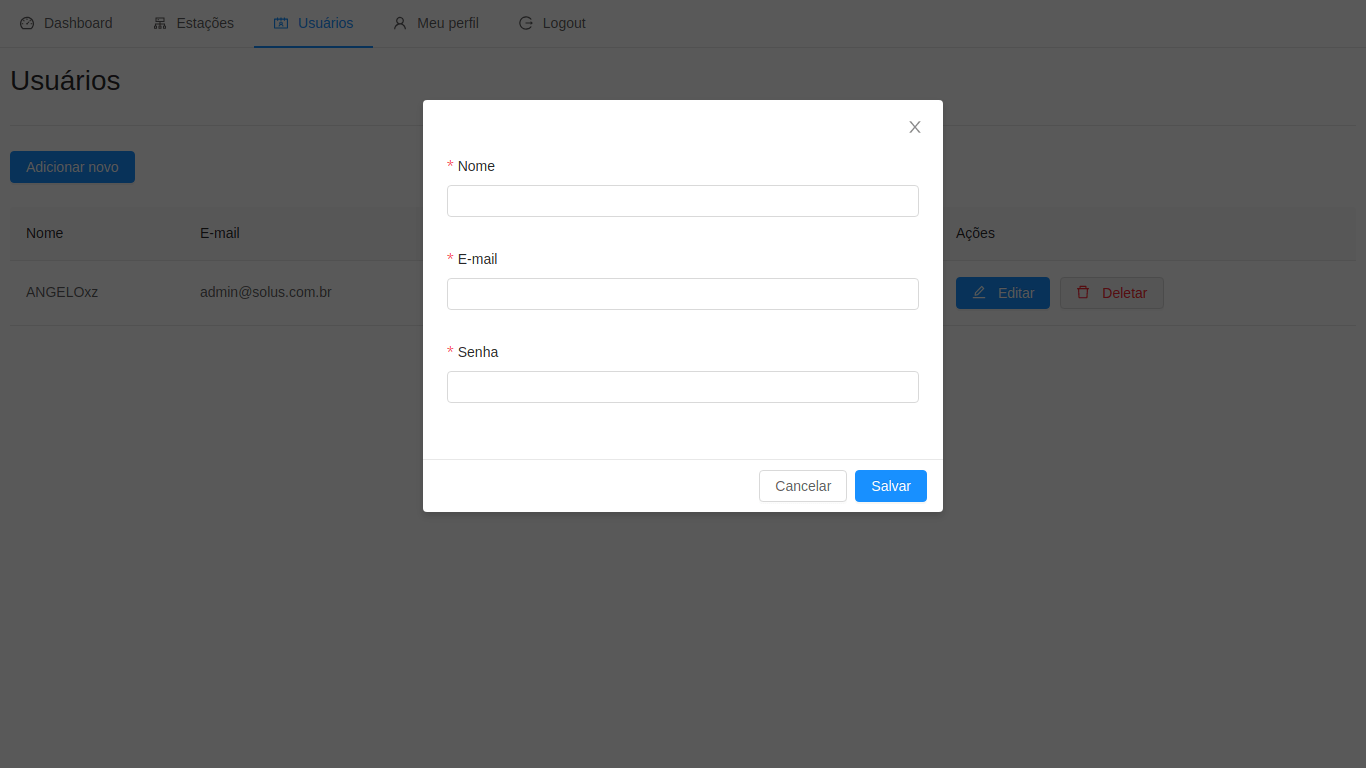 Dashboard Estações Usuários Meu perfil Logout
Usuários
Adicionar novo
Nome E-mail Ações
ANGELOxz admin@solus.com.br Editar Deletar
* Nome
* E-mail
* Senha
Cancelar Salvar